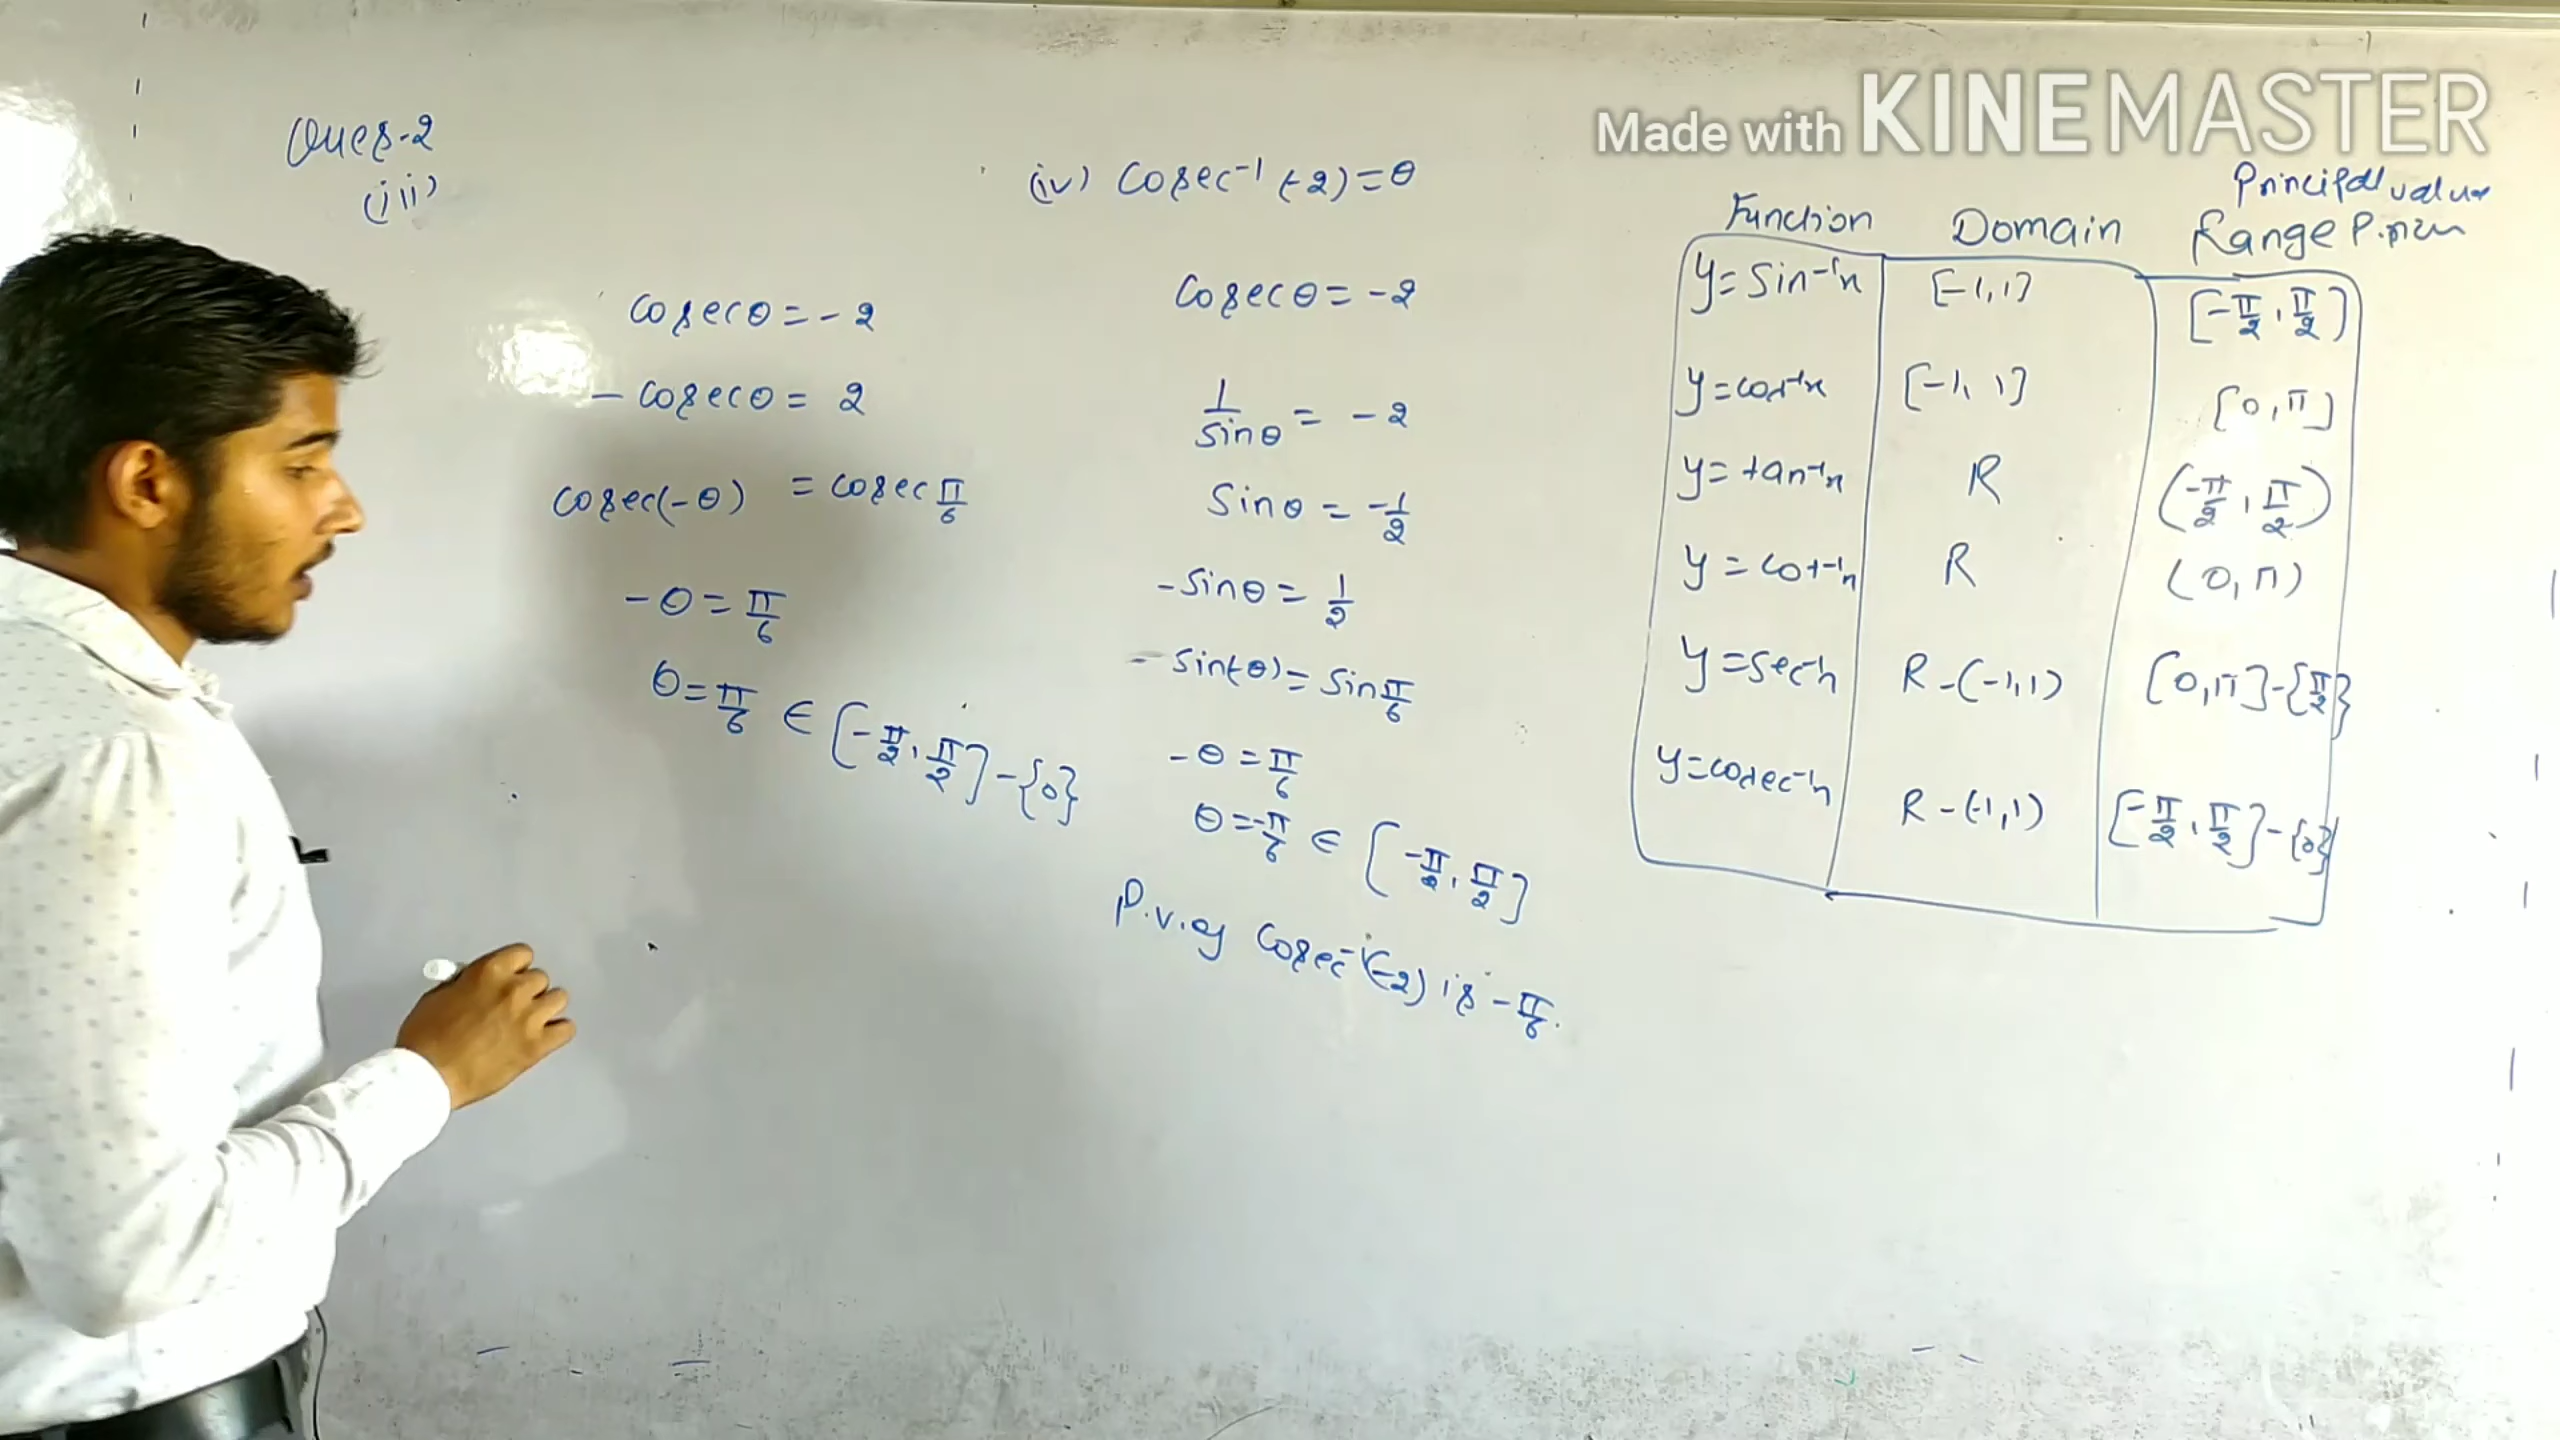 Made with KINEMASTER
Ques-2
(iii)
cosecθ = -2
- cosecθ = 2
cosec(-θ) = cosec π/6
-θ = π/6
θ = π/6 ∈ [-π/2, π/2] - {0}
(iv) cosec⁻¹ (-2) = θ
cosecθ = -2
1/sinθ = -2
Sinθ = -1/2
-sinθ = 1/2
- sin(-θ) = sin π/6
-θ = π/6
θ = -π/6 ∈ [-π/2, π/2]
P.v. of cosec⁻¹(-2) is -π/6.
Principal value
Function Domain Range
y = sin⁻¹x [-1, 1] [-π/2, π/2]
y = cos⁻¹x [-1, 1] [0, π]
y = tan⁻¹x R (-π/2, π/2)
y = cot⁻¹x R (0, π)
y = sec⁻¹x R - (-1, 1) [0, π] - {π/2}
y = cosec⁻¹x R - (-1, 1) [-π/2, π/2] - {0}